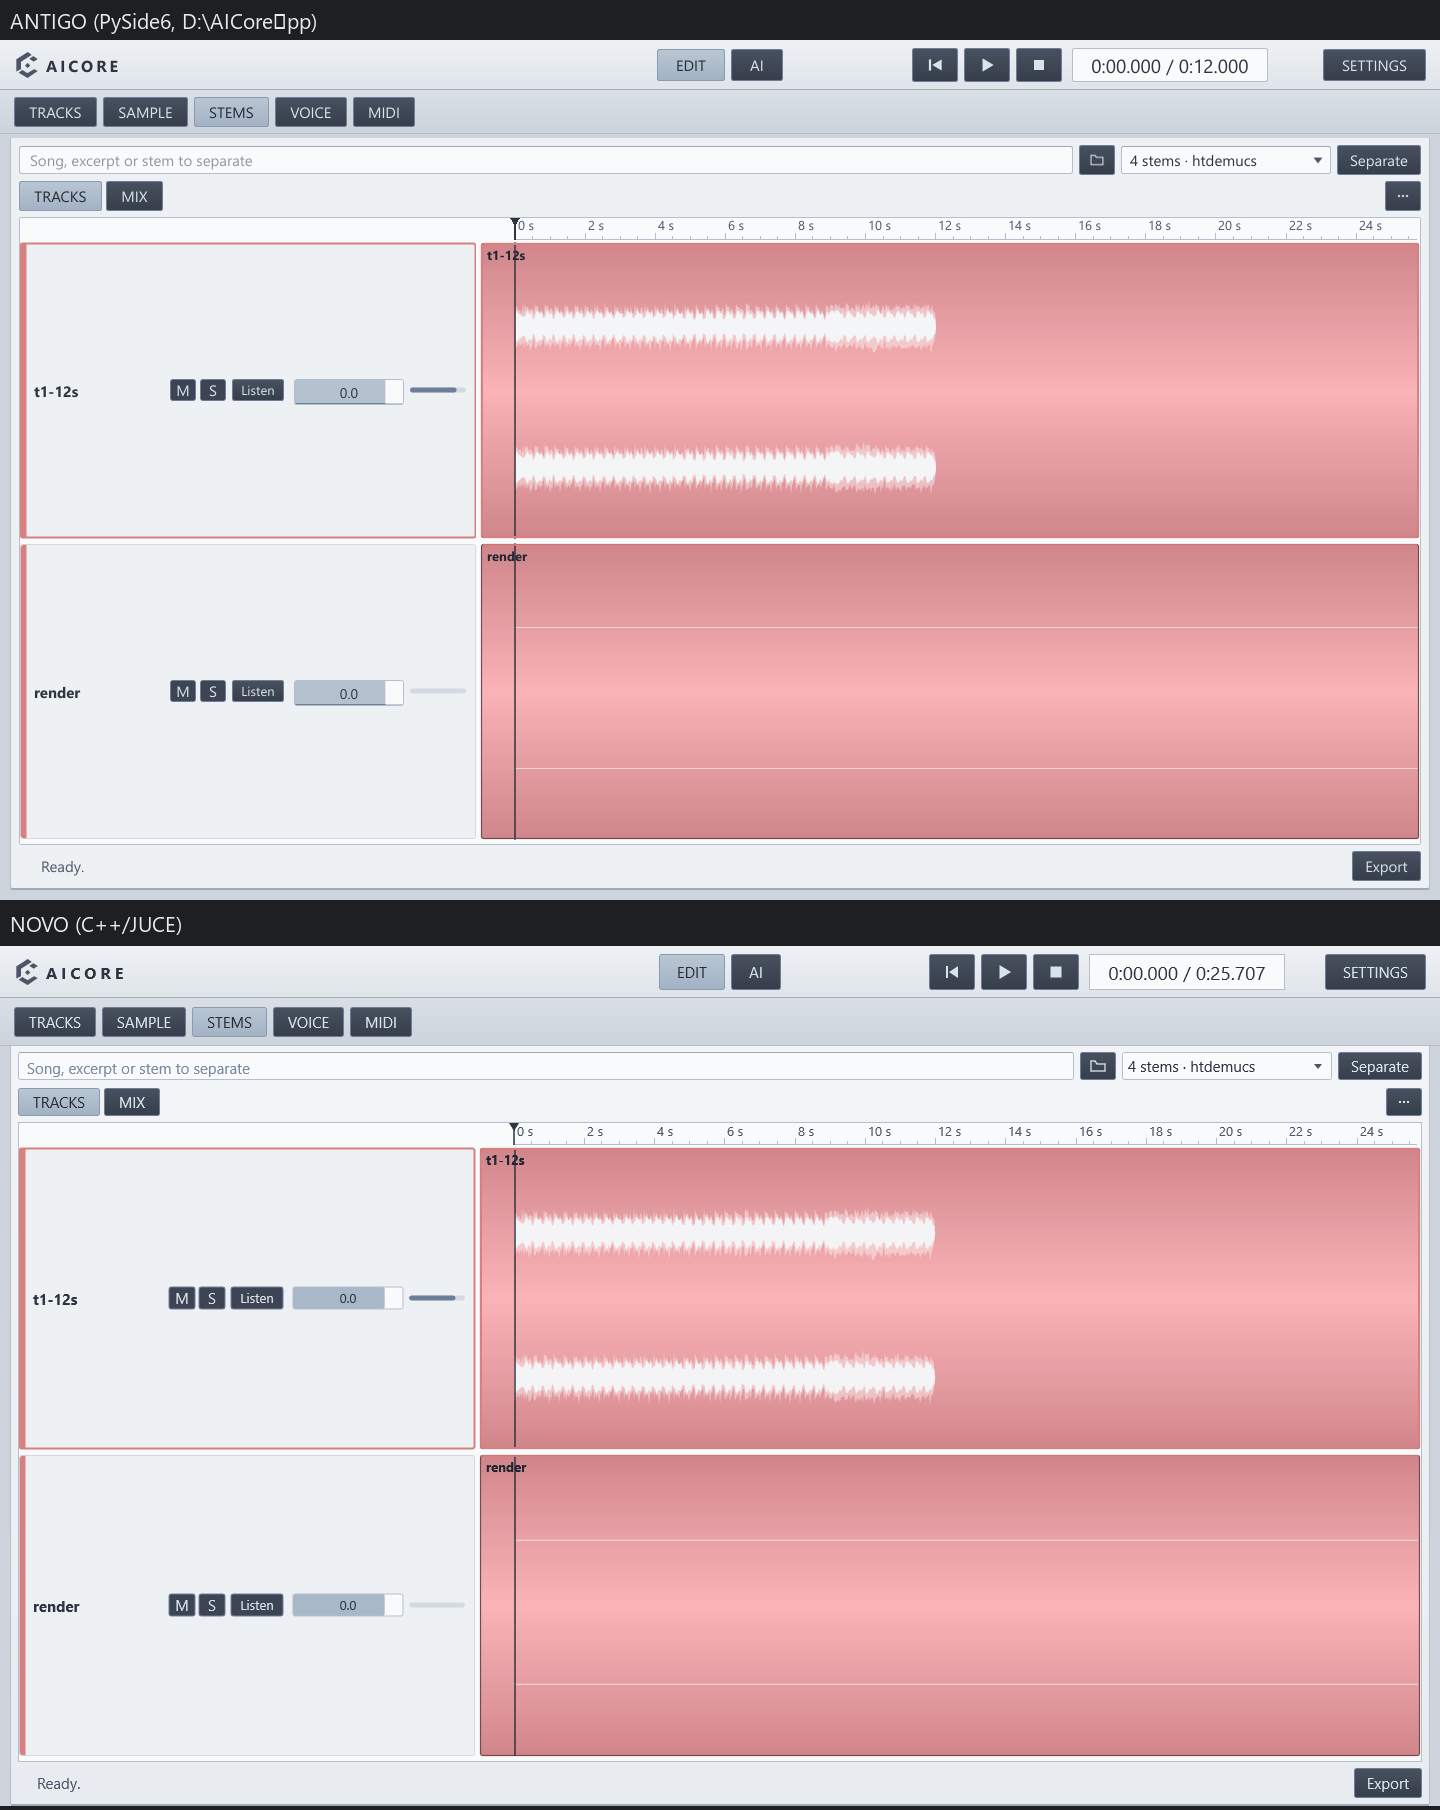 ANTIGO (PySide6, D:\AICore▯pp)
AICORE EDIT AI 0:00.000 / 0:12.000 SETTINGS
TRACKS SAMPLE STEMS VOICE MIDI
Song, excerpt or stem to separate 4 stems · htdemucs Separate
TRACKS MIX ...
0 s 2 s 4 s 6 s 8 s 10 s 12 s 14 s 16 s 18 s 20 s 22 s 24 s
t1-12s
t1-12s M S Listen 0.0
render
render M S Listen 0.0
Ready. Export
NOVO (C++/JUCE)
AICORE EDIT AI 0:00.000 / 0:25.707 SETTINGS
TRACKS SAMPLE STEMS VOICE MIDI
Song, excerpt or stem to separate 4 stems · htdemucs Separate
TRACKS MIX ...
0 s 2 s 4 s 6 s 8 s 10 s 12 s 14 s 16 s 18 s 20 s 22 s 24 s
t1-12s
t1-12s M S Listen 0.0
render
render M S Listen 0.0
Ready. Export